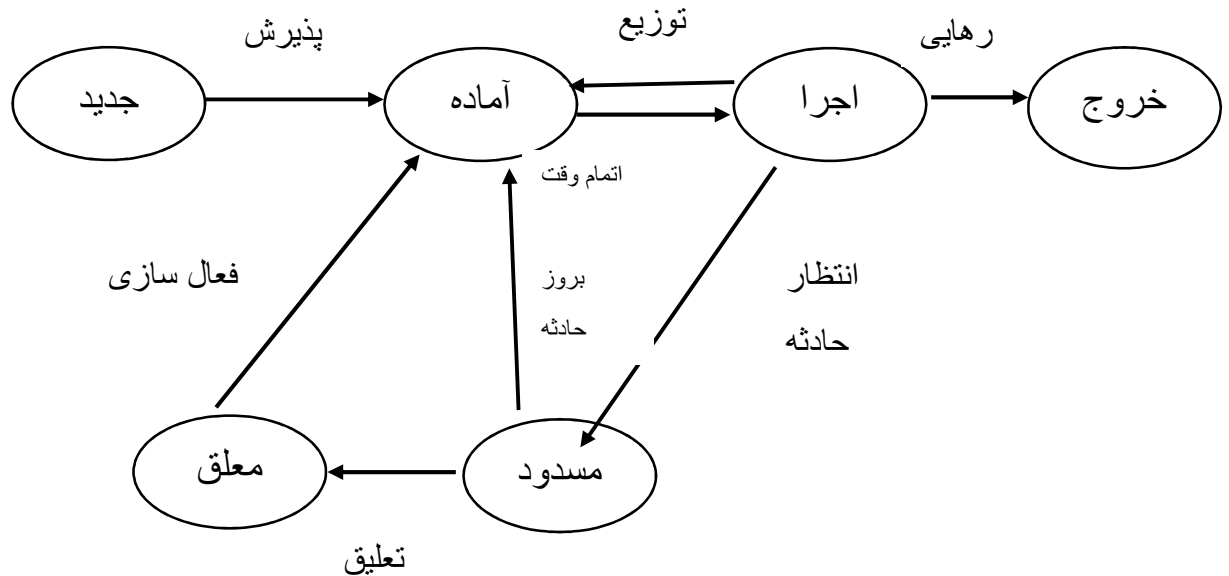 پذیرش
توزیع
رهایی
جدید
آماده
اجرا
خروج
اتمام وقت
فعال سازی
بروز
حادثه
انتظار
حادثه
معلق
مسدود
تعلیق